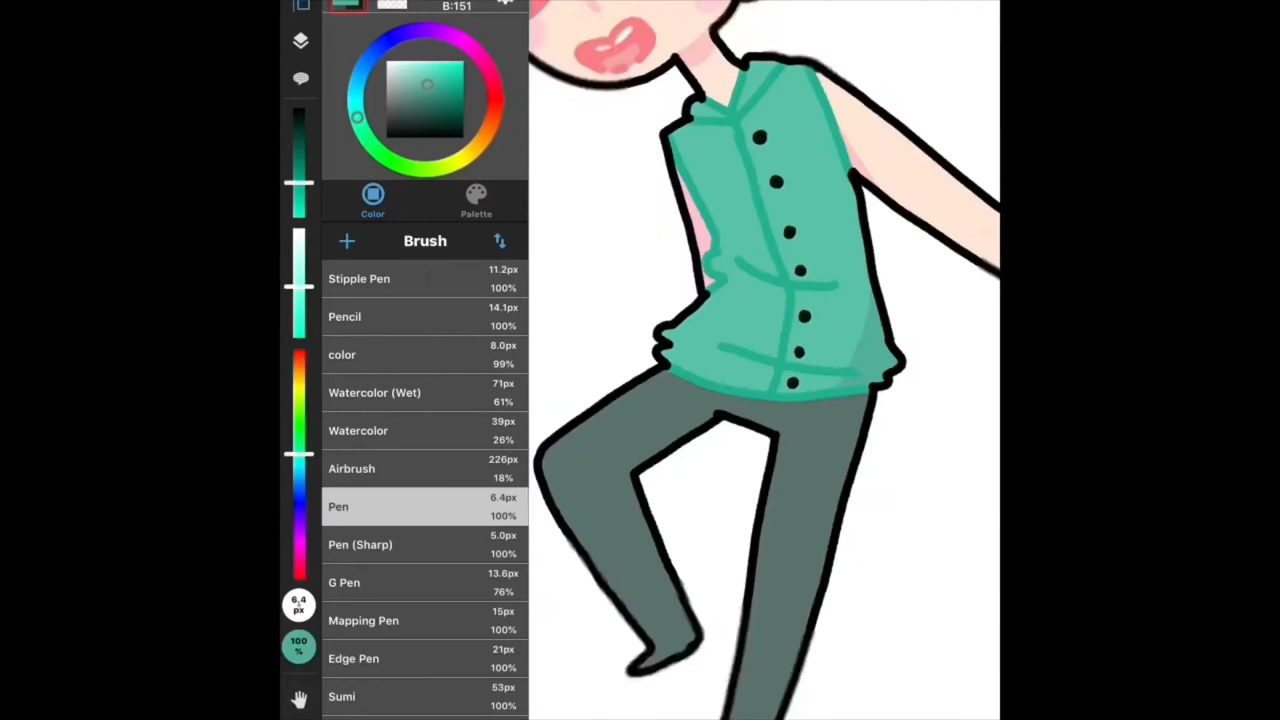 B:151
Color
Palette
+ Brush
Stipple Pen 11.2px
100%
Pencil 14.1px
100%
color 8.0px
99%
Watercolor (Wet) 71px
61%
Watercolor 39px
26%
Airbrush 226px
18%
Pen 6.4px
100%
Pen (Sharp) 5.0px
100%
G Pen 13.6px
76%
Mapping Pen 15px
100%
Edge Pen 21px
100%
Sumi 53px
100%
6.4
px
100
%